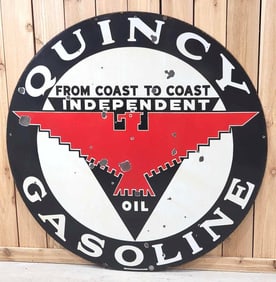 QUINCY
FROM COAST TO COAST
INDEPENDENT
OIL
GASOLINE